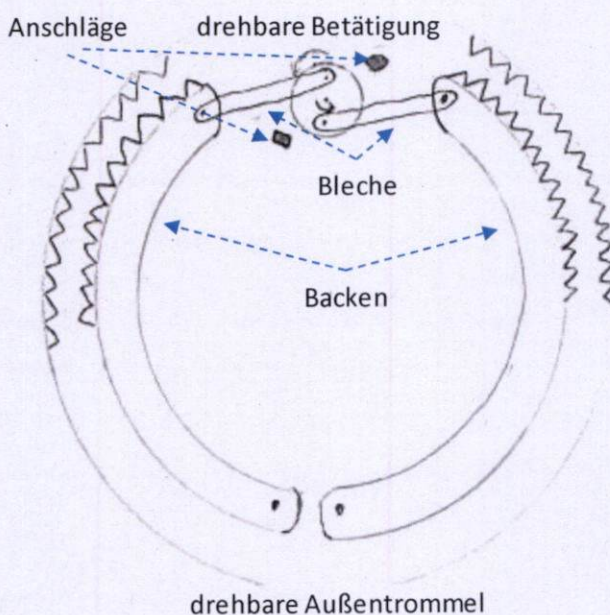 Anschläge drehbare Betätigung
Bleche
Backen
drehbare Außentrommel